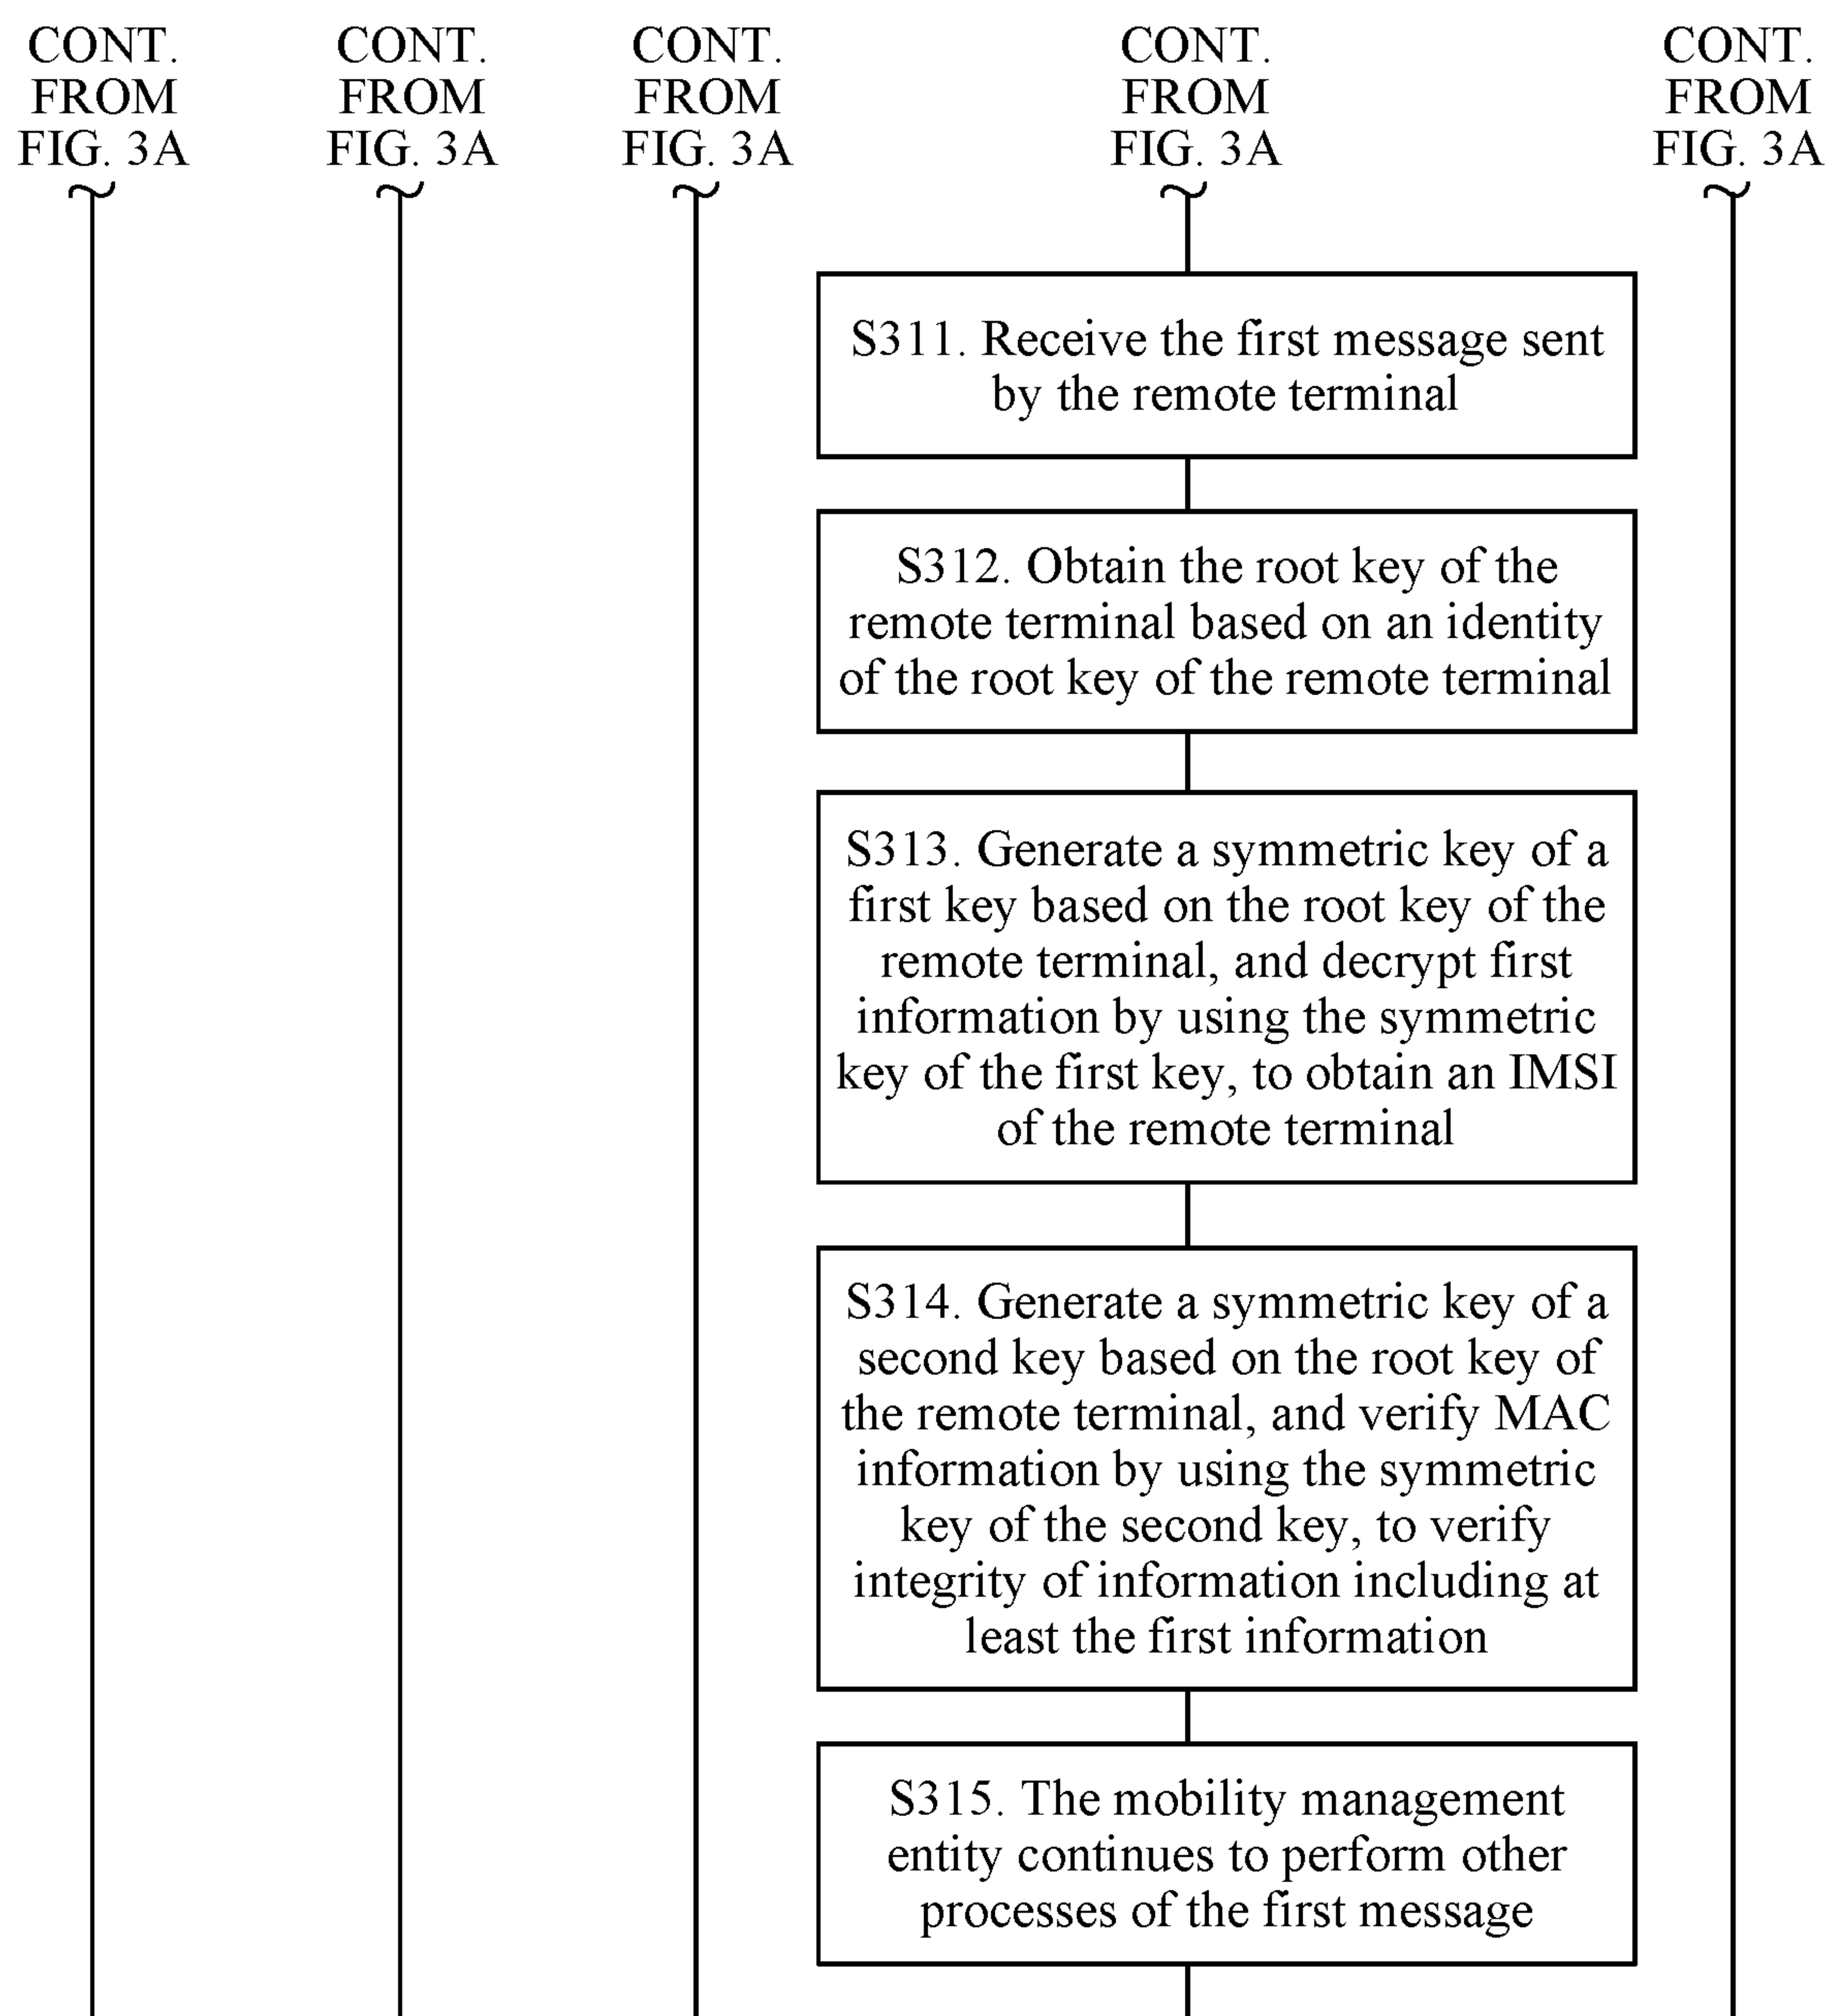 CONT.
FROM
FIG. 3A
CONT.
FROM
FIG. 3A
CONT.
FROM
FIG. 3A
CONT.
FROM
FIG. 3A
CONT.
FROM
FIG. 3A
S311. Receive the first message sent
by the remote terminal
S312. Obtain the root key of the
remote terminal based on an identity
of the root key of the remote terminal
S313. Generate a symmetric key of a
first key based on the root key of the
remote terminal, and decrypt first
information by using the symmetric
key of the first key, to obtain an IMSI
of the remote terminal
S314. Generate a symmetric key of a
second key based on the root key of
the remote terminal, and verify MAC
information by using the symmetric
key of the second key, to verify
integrity of information including at
least the first information
S315. The mobility management
entity continues to perform other
processes of the first message